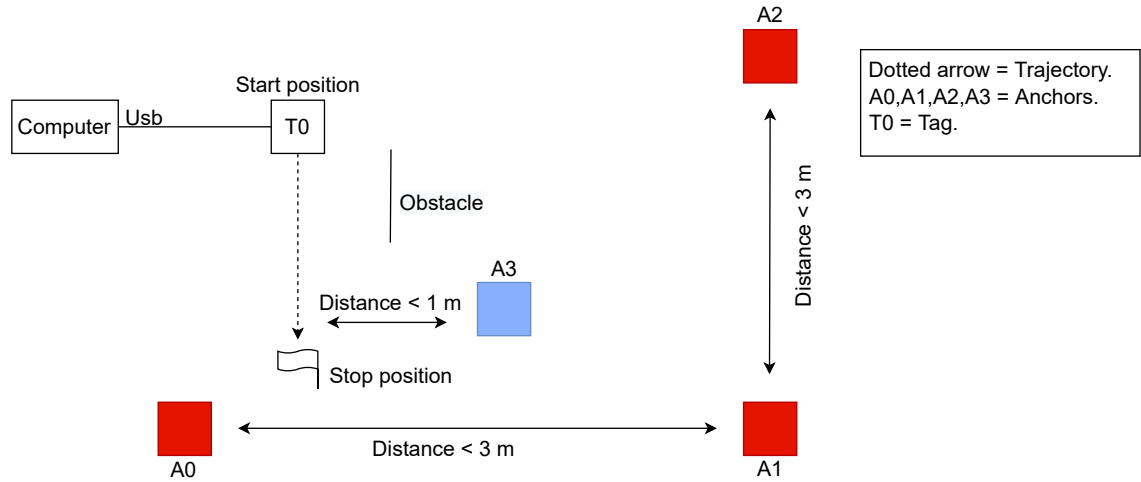 A2
Start position
Computer
Usb
T0
Dotted arrow = Trajectory.
A0,A1,A2,A3 = Anchors.
T0 = Tag.
Obstacle
Distance < 3 m
A3
Distance < 1 m
Stop position
Distance < 3 m
A0
A1